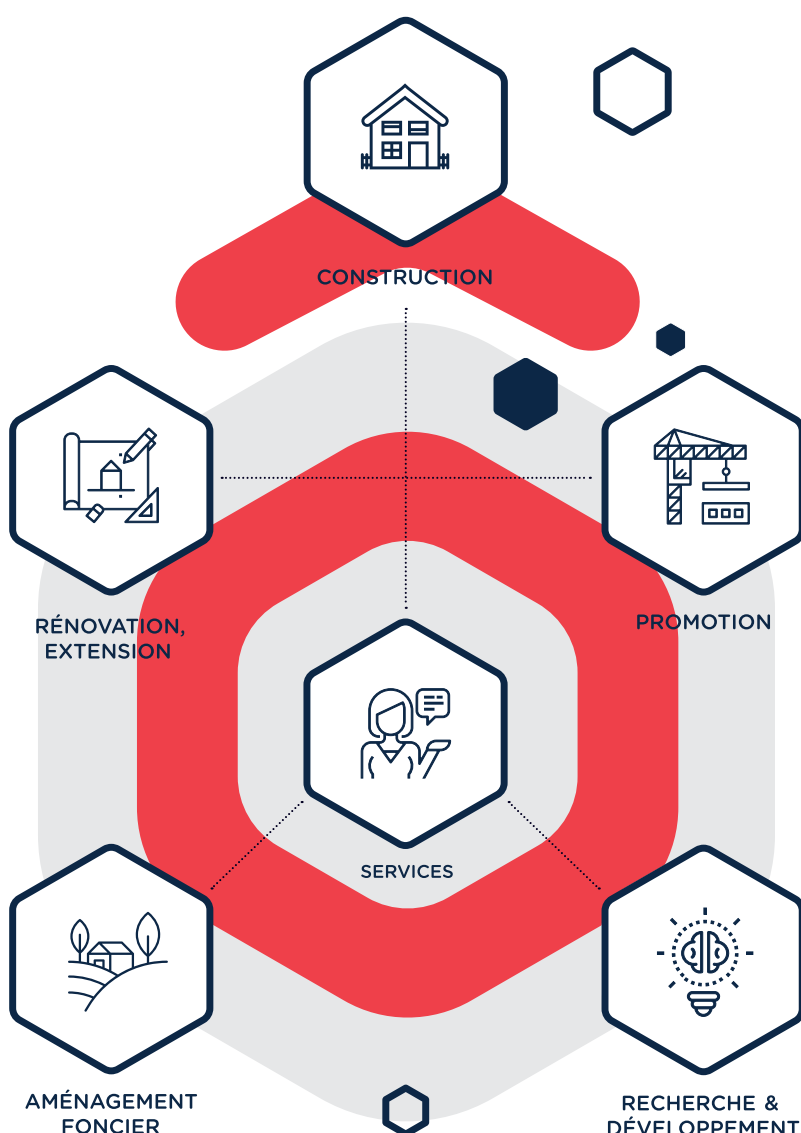 CONSTRUCTION
RÉNOVATION,
EXTENSION
PROMOTION
SERVICES
AMÉNAGEMENT
FONCIER
RECHERCHE &
DÉVELOPPEMENT